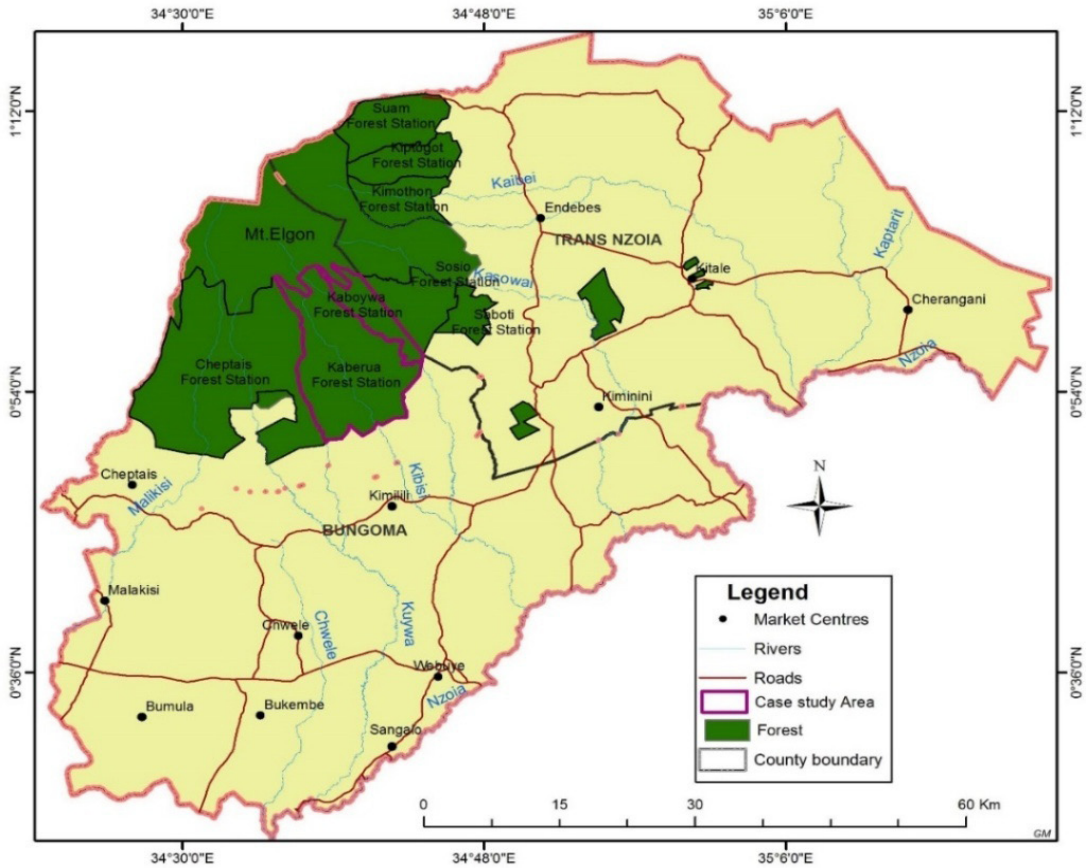 34°30'0"E
34°48'0"E
35°6'0"E
1°12'0"N
1°12'0"N
Suam
Forest Station
Kiptogot
Forest Station
Kimothon
Forest Station
Kaibei
Endebes
Mt.Elgon
TRANS NZOIA
Kaptarit
Sosio
Forest Station
Kasowai
Kitale
Kaboywa
Forest Station
Saboti
Forest Station
Cherangani
Cheptais
Forest Station
Kaberua
Forest Station
Nzoia
0°54'0"N
0°54'0"N
Kiminini
Cheptais
Malikisi
Kibisi
Kimilili
N
BUNGOMA
Malakisi
Chwele
Chwele
Kuywa
Webuye
0°36'0"N
0°36'0"N
Bumula
Bukembe
Nzoia
Sangalo
Legend
Market Centres
Rivers
Roads
Case study Area
Forest
County boundary
0 15 30 60 Km
GM
34°30'0"E
34°48'0"E
35°6'0"E